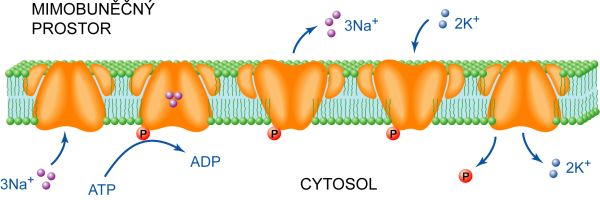 MIMOBUNĚČNÝ
PROSTOR
3Na+
2K+
P
P
P
3Na+
ATP
ADP
CYTOSOL
P
2K+